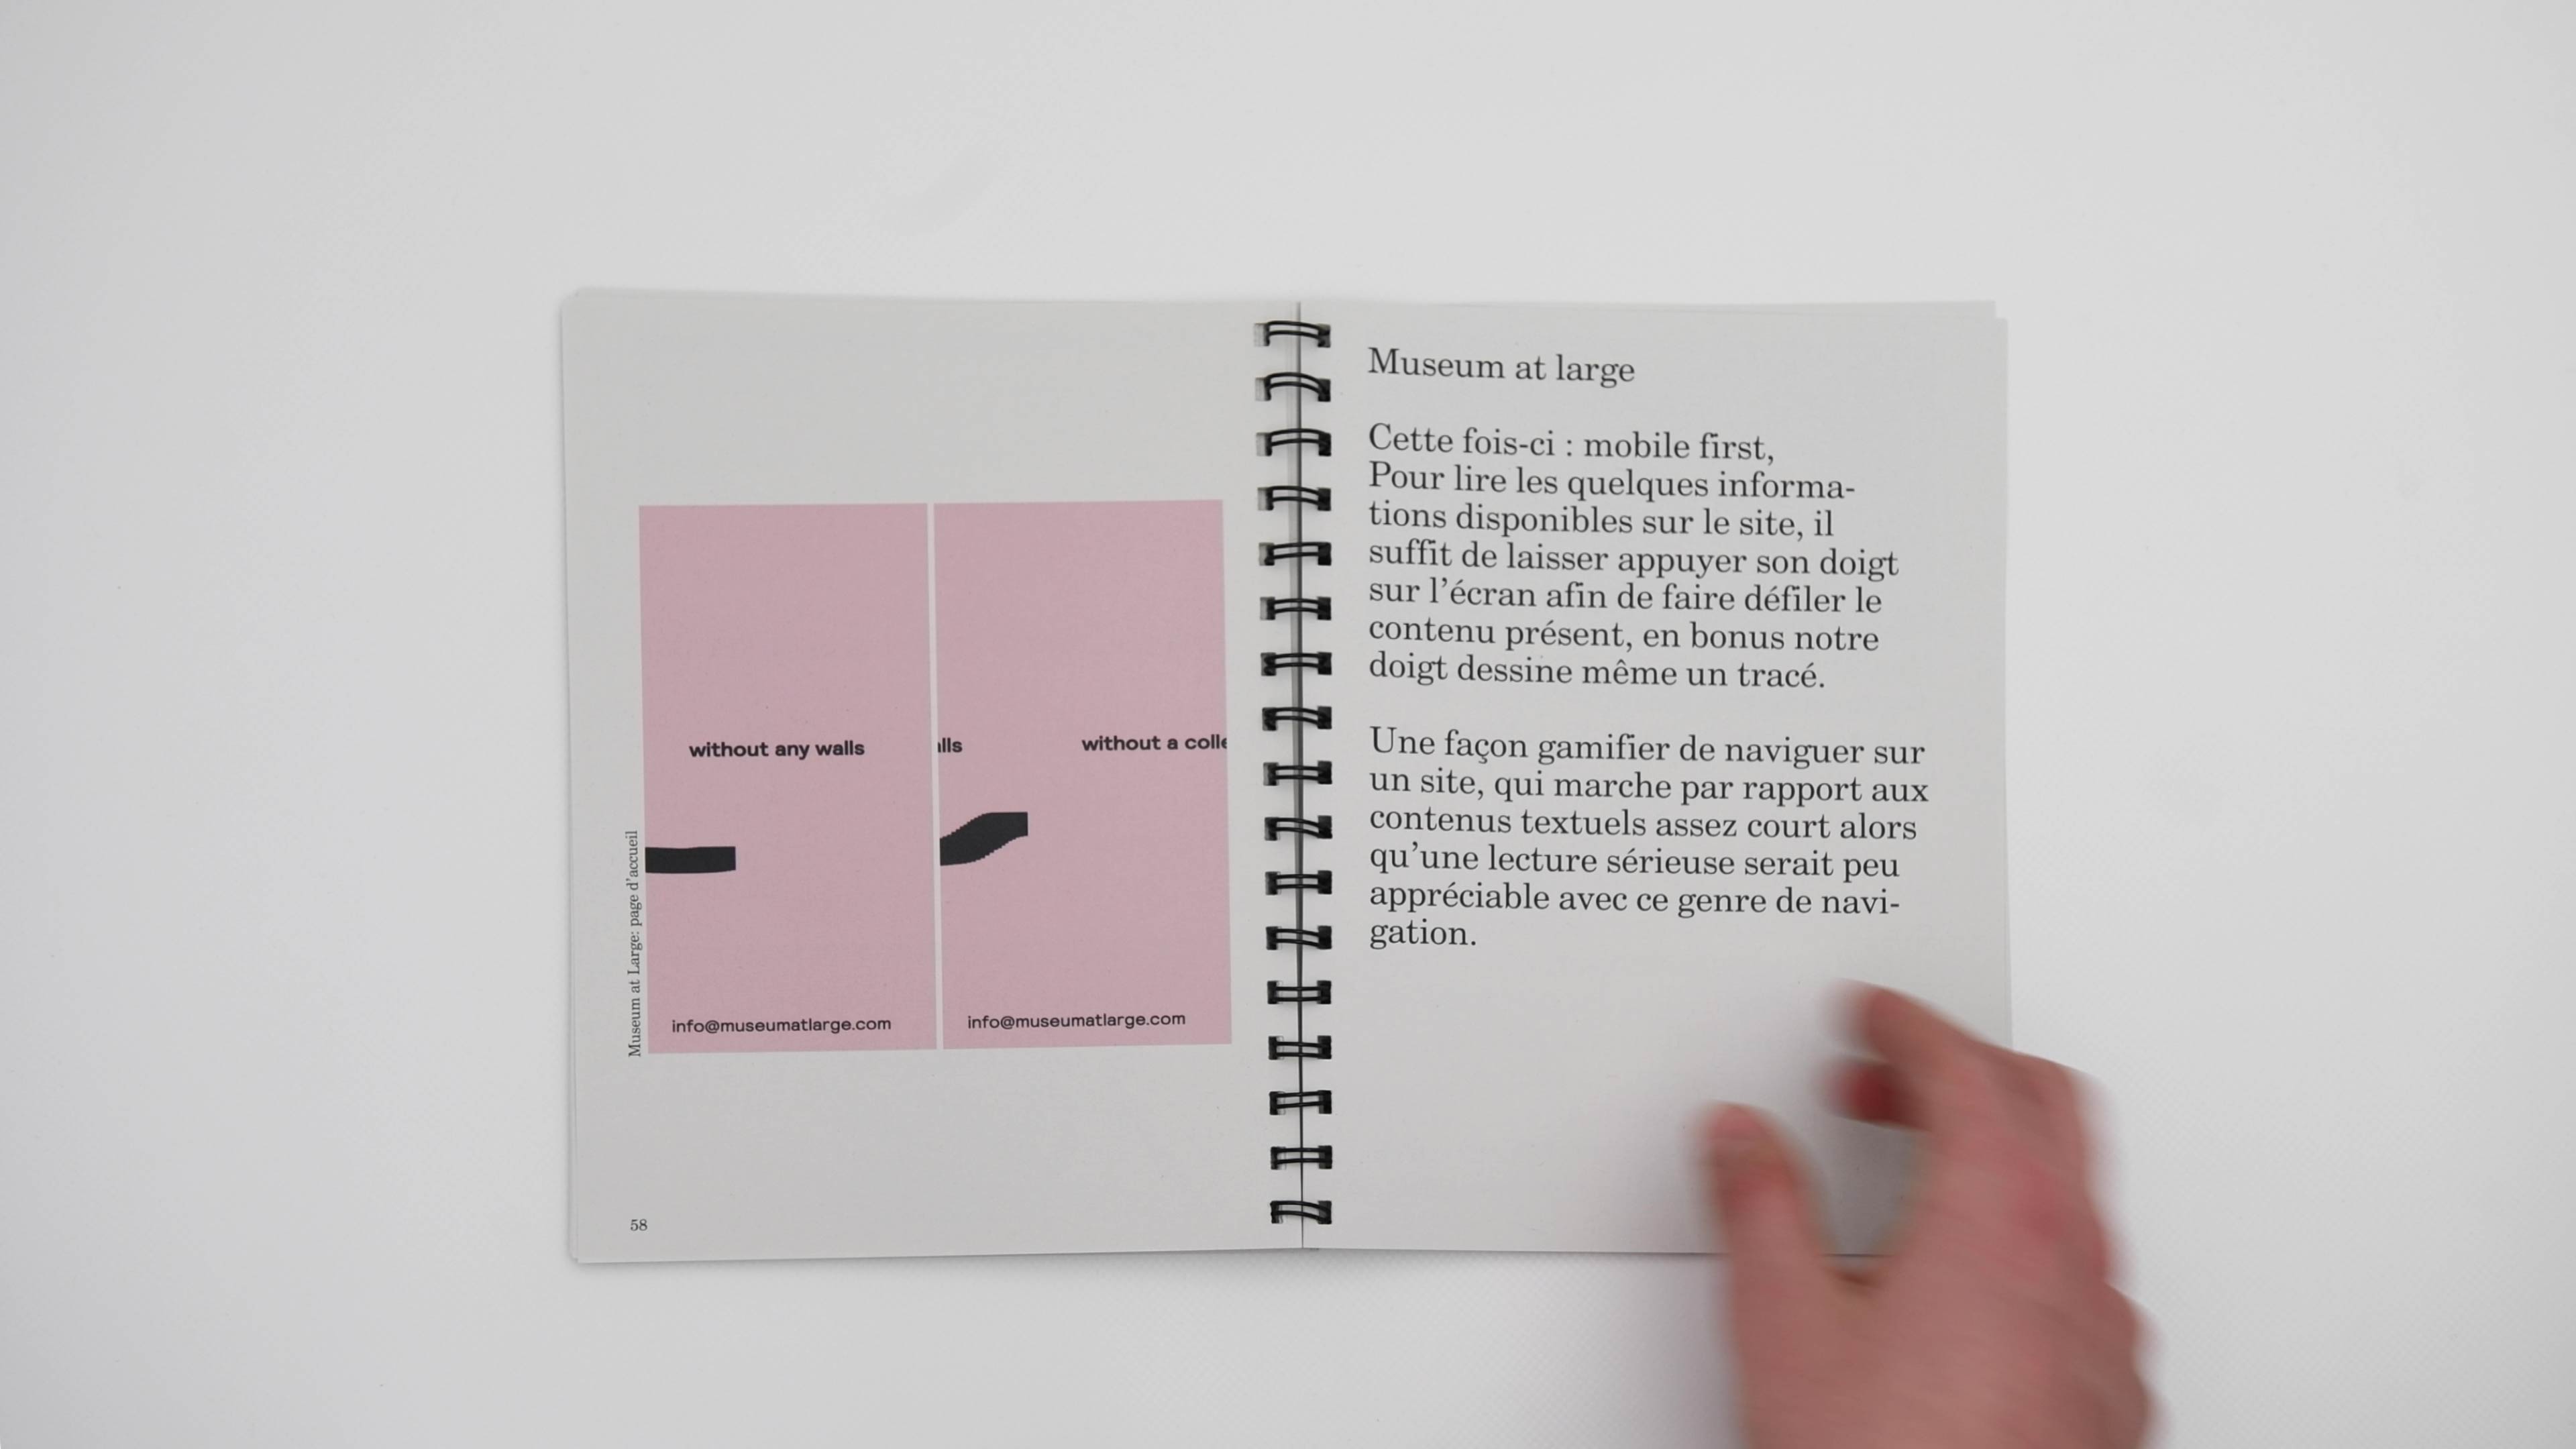 without any walls
info@museumatlarge.com
lls
without a colle
info@museumatlarge.com
Museum at Large: page d'accueil
58
Museum at large
Cette fois-ci : mobile first,
Pour lire les quelques informa-
tions disponibles sur le site, il
suffit de laisser appuyer son doigt
sur l'écran afin de faire défiler le
contenu présent, en bonus notre
doigt dessine même un tracé.
Une façon gamifier de naviguer sur
un site, qui marche par rapport aux
contenus textuels assez court alors
qu'une lecture sérieuse serait peu
appréciable avec ce genre de navi-
gation.